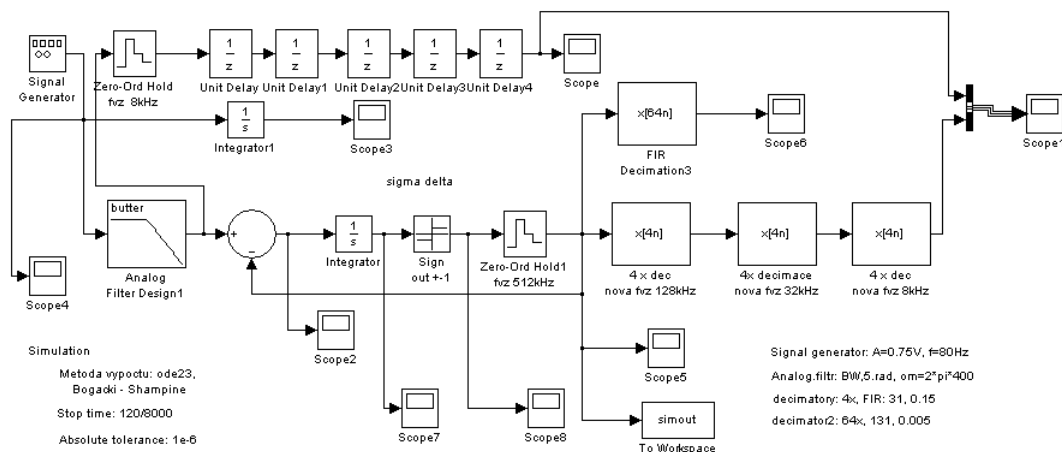 1
z
1
z
1
z
1
z
1
z
Signal
Generator
Zero-Ord Hold
fvz 8kHz
Unit Delay
Unit Delay1
Unit Delay2
Unit Delay3
Unit Delay4
Scope
1
s
Integrator1
Scope3
x[64n]
FIR
Decimation3
Scope6
Scope1
sigma delta
butter
Analog
Filter Design1
Scope4
+
−
1
s
Integrator
Sign
out +-1
Zero-Ord Hold1
fvz 512kHz
x[4n]
4 x dec
nova fvz 128kHz
x[4n]
4x decimace
nova fvz 32kHz
x[4n]
4 x dec
nova fvz 8kHz
Scope2
Scope5
Scope7
Scope8
simout
To Workspace
Simulation
Metoda vypoctu: ode23,
Bogacki - Shampine
Stop time: 120/8000
Absolute tolerance: 1e-6
Signal generator: A=0.75V, f=80Hz
Analog.filtr: BW,5.rad, om=2*pi*400
decimatory: 4x, FIR: 31, 0.15
decimator2: 64x, 131, 0.005